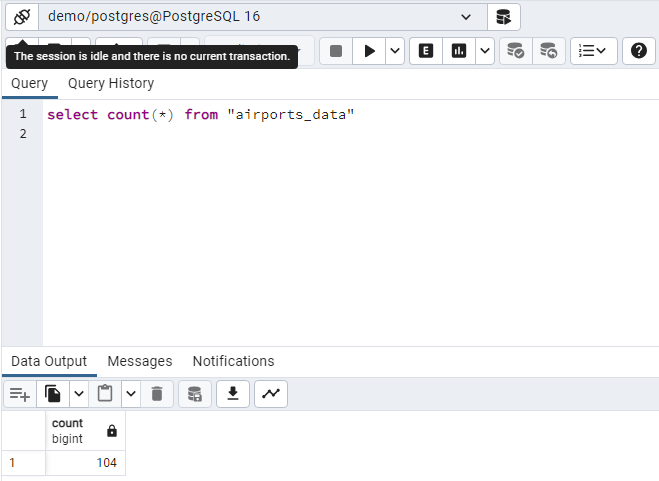 demo/postgres@PostgreSQL 16
The session is idle and there is no current transaction.
E
Query Query History
1 select count(*) from "airports_data"
2
Data Output Messages Notifications
count
bigint
1 104